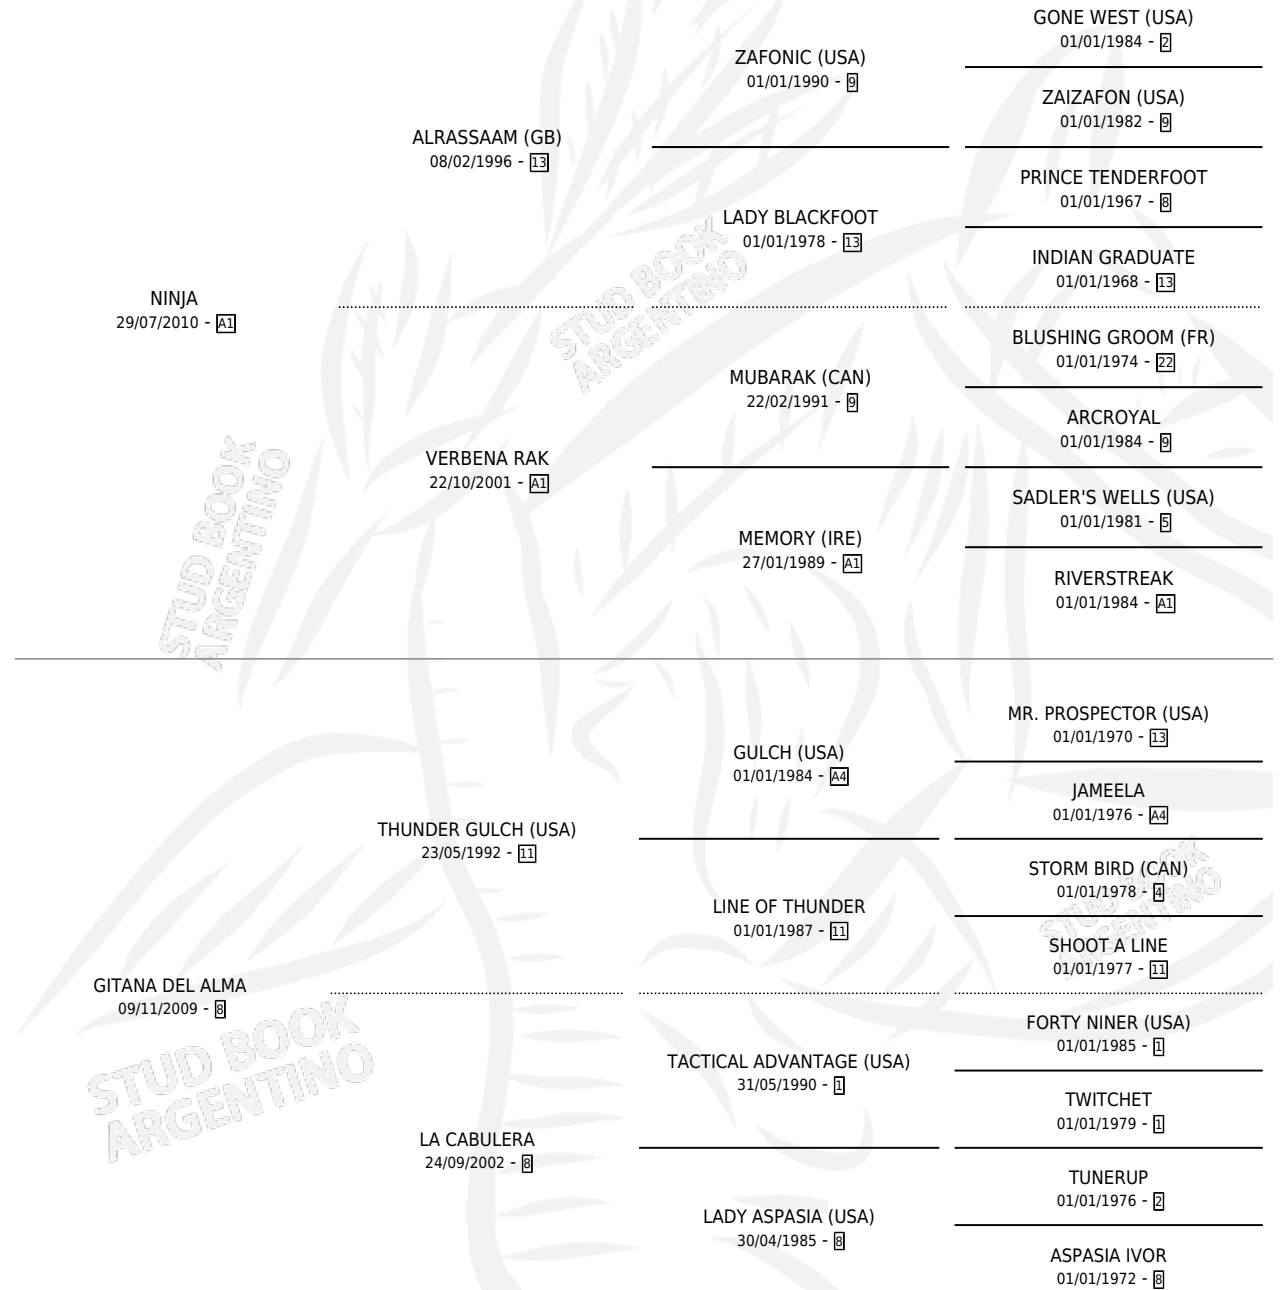 GONE WEST (USA)
01/01/1984 - 2
ZAFONIC (USA)
01/01/1990 - 9
ZAIZAFON (USA)
01/01/1982 - 9
ALRASSAAM (GB)
08/02/1996 - 13
PRINCE TENDERFOOT
01/01/1967 - 8
LADY BLACKFOOT
01/01/1978 - 13
INDIAN GRADUATE
01/01/1968 - 13
NINJA
29/07/2010 - A1
BLUSHING GROOM (FR)
01/01/1974 - 22
MUBARAK (CAN)
22/02/1991 - 9
ARCROYAL
01/01/1984 - 9
VERBENA RAK
22/10/2001 - A1
SADLER'S WELLS (USA)
01/01/1981 - 5
MEMORY (IRE)
27/01/1989 - A1
RIVERSTREAK
01/01/1984 - A1
MR. PROSPECTOR (USA)
01/01/1970 - 13
GULCH (USA)
01/01/1984 - A4
JAMEELA
01/01/1976 - A4
THUNDER GULCH (USA)
23/05/1992 - 11
STORM BIRD (CAN)
01/01/1978 - 4
LINE OF THUNDER
01/01/1987 - 11
SHOOT A LINE
01/01/1977 - 11
GITANA DEL ALMA
09/11/2009 - 8
FORTY NINER (USA)
01/01/1985 - 1
TACTICAL ADVANTAGE (USA)
31/05/1990 - 1
TWITCHET
01/01/1979 - 1
LA CABULERA
24/09/2002 - 8
TUNERUP
01/01/1976 - 2
LADY ASPASIA (USA)
30/04/1985 - 8
ASPASIA IVOR
01/01/1972 - 8
STUD BOOK
ARGENTINO
STUD BOOK
ARGENTINO
STUD BOOK
ARGENTINO
STUD BOOK
ARGENTINO